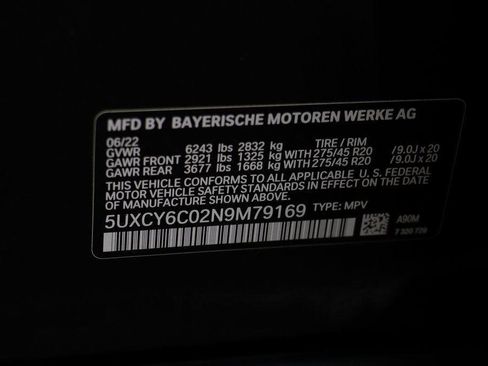 MFD BY BAYERISCHE MOTOREN WERKE AG
06/22 TIRE / RIM
GVWR 6243 lbs 2832 kg
GAWR FRONT 2921 lbs 1325 kg WITH 275/45 R20 / 9.0J x 20
GAWR REAR 3677 lbs 1668 kg WITH 275/45 R20 / 9.0J x 20
THIS VEHICLE CONFORMS TO ALL APPLICABLE U. S. FEDERAL
MOTOR VEHICLE SAFETY STANDARDS IN EFFECT ON THE DATE
OF MANUFACTURE SHOWN ABOVE.
5UXCY6C02N9M79169 TYPE: MPV
A90M
7 320 728